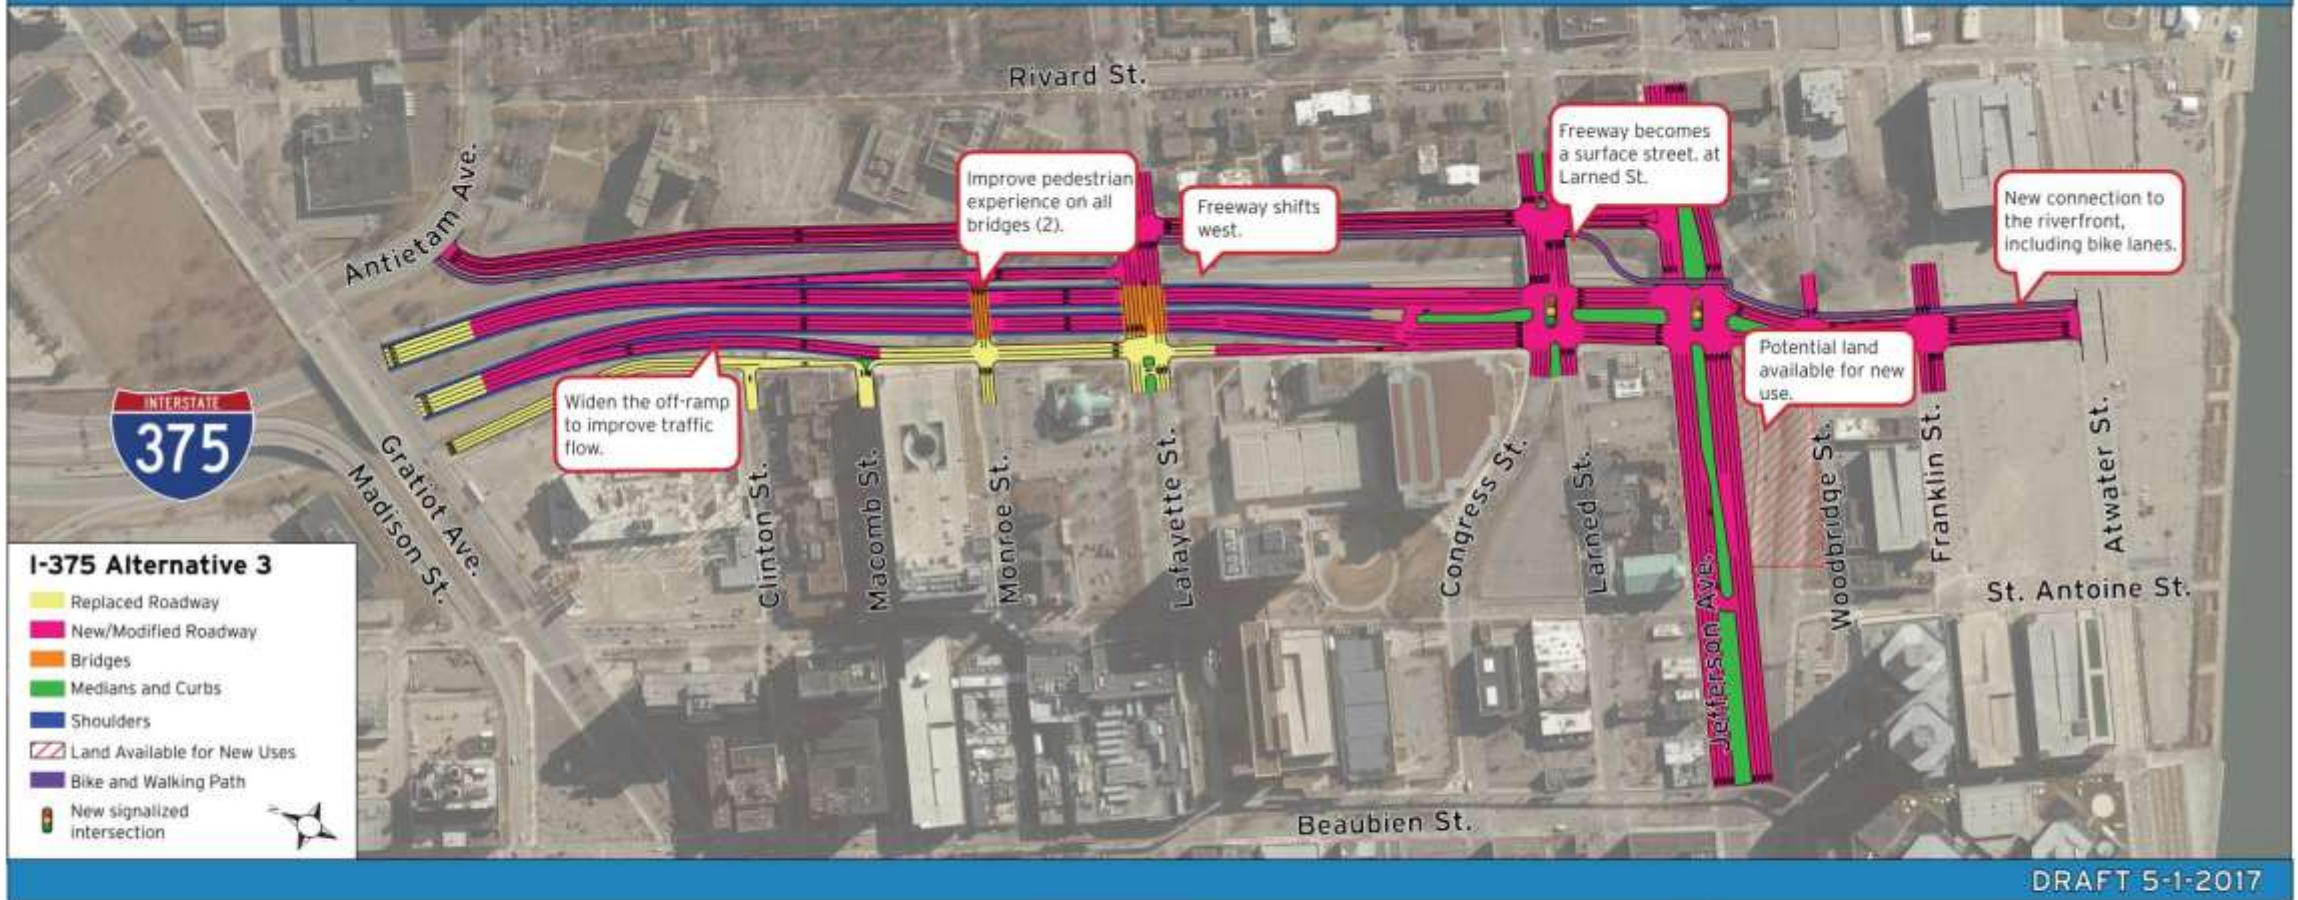 Rivard St.
Antietam Ave.
Improve pedestrian
experience on all
bridges (2).
Freeway shifts
west.
Freeway becomes
a surface street, at
Larned St.
New connection to
the riverfront,
including bike lanes.
Potential land
available for new
use.
Widen the off-ramp
to improve traffic
flow.
INTERSTATE
375
Gratiot Ave.
Madison St.
Clinton St.
Macomb St.
Monroe St.
Lafayette St.
Congress St.
Larned St.
Jefferson Ave.
Woodbridge St.
Franklin St.
Atwater St.
St. Antoine St.
Beaubien St.
I-375 Alternative 3
Replaced Roadway
New/Modified Roadway
Bridges
Medians and Curbs
Shoulders
Land Available for New Uses
Bike and Walking Path
New signalized
intersection
DRAFT 5-1-2017